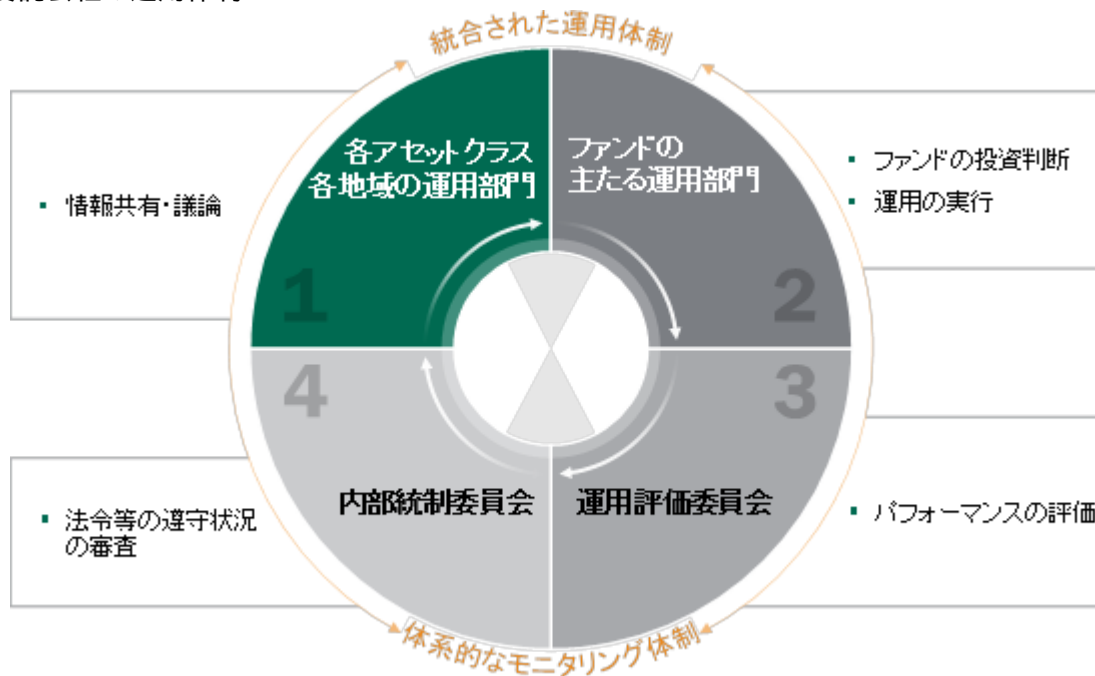 統合された運用体制
各アセットクラス
各地域の運用部門
ファンドの
主たる運用部門
・ 情報共有・議論
・ ファンドの投資判断
・ 運用の実行
1
2
4
3
内部統制委員会
運用評価委員会
・ 法令等の遵守状況
の審査
・ パフォーマンスの評価
体系的なモニタリング体制